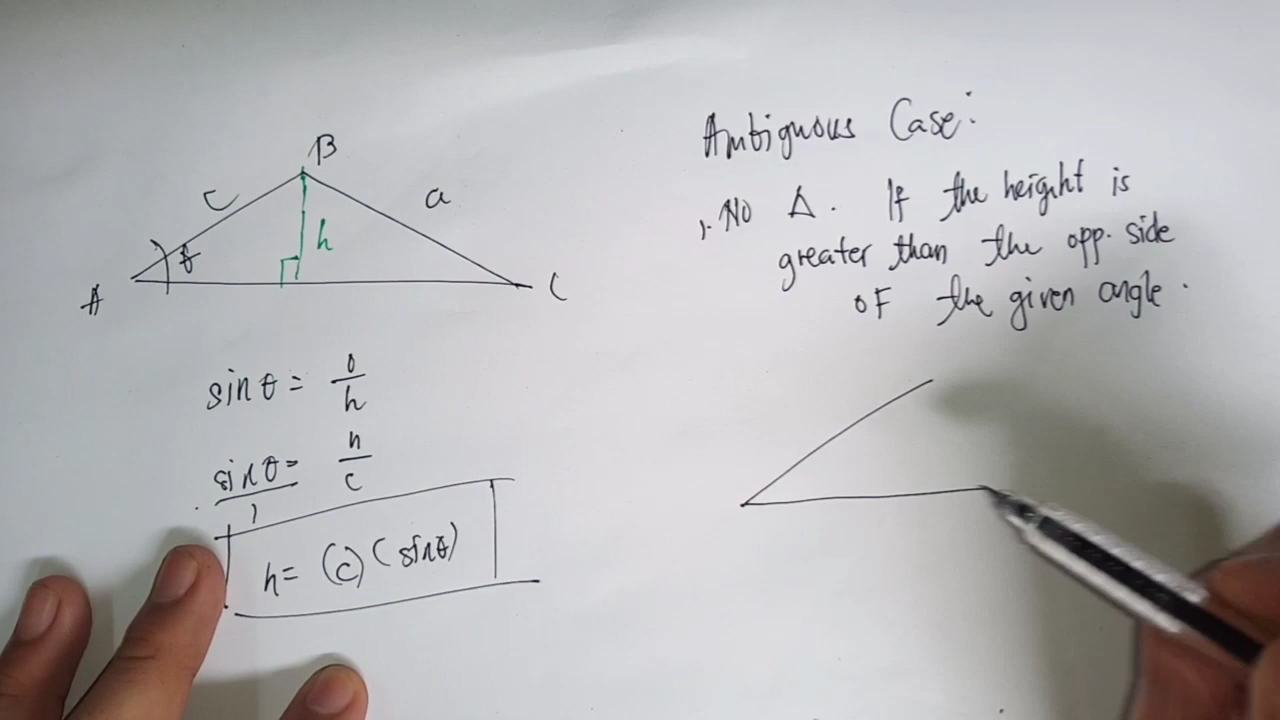 B
c
a
h
θ
A
C
sin θ = o/h
sin θ/1 = h/c
h = (c)(sin θ)
Ambiguous Case:
1. No Δ. If the height is
greater than the opp. side
of the given angle.